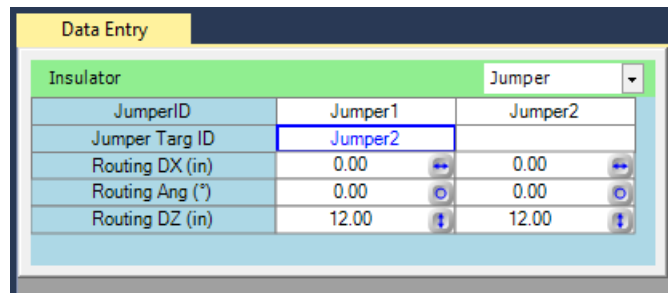 Data Entry
Insulator Jumper
JumperID Jumper1 Jumper2
Jumper Targ ID Jumper2
Routing DX (in) 0.00 0.00
Routing Ang (°) 0.00 0.00
Routing DZ (in) 12.00 12.00